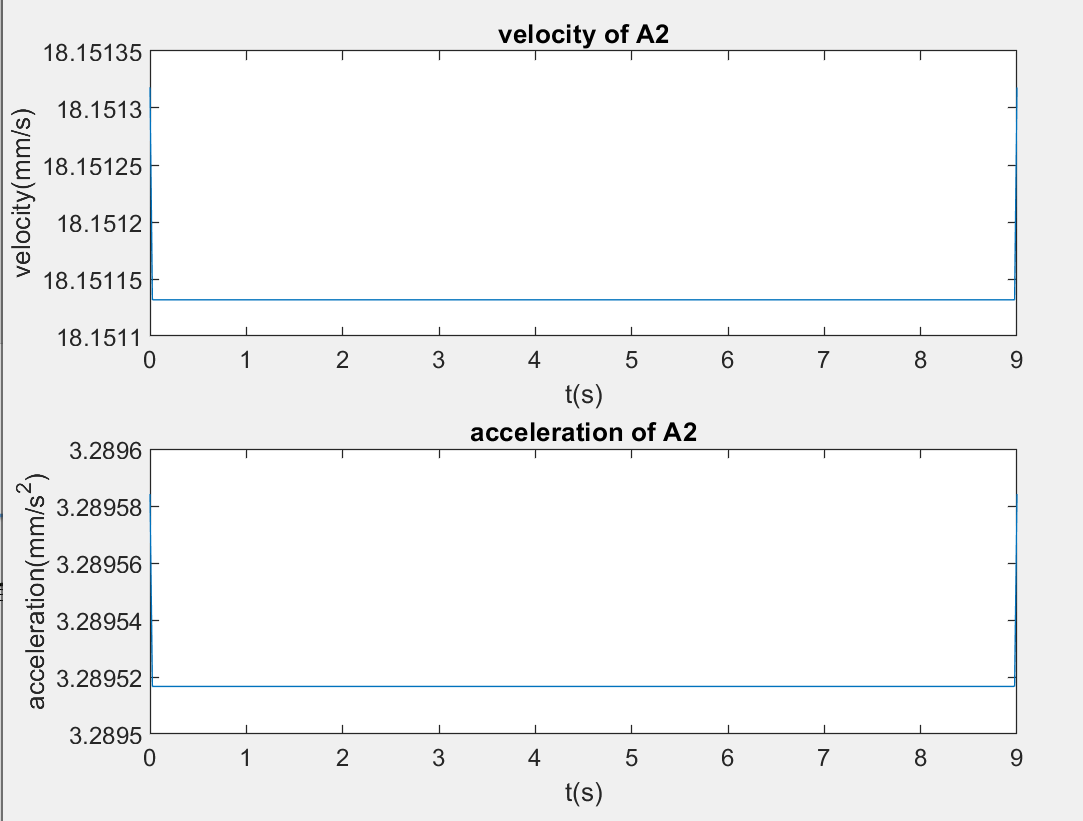 velocity of A2
18.15135
18.1513
18.15125
18.1512
18.15115
18.1511
velocity(mm/s)
0 1 2 3 4 5 6 7 8 9
t(s)
acceleration of A2
3.2896
3.28958
3.28956
3.28954
3.28952
3.2895
acceleration(mm/s²)
0 1 2 3 4 5 6 7 8 9
t(s)